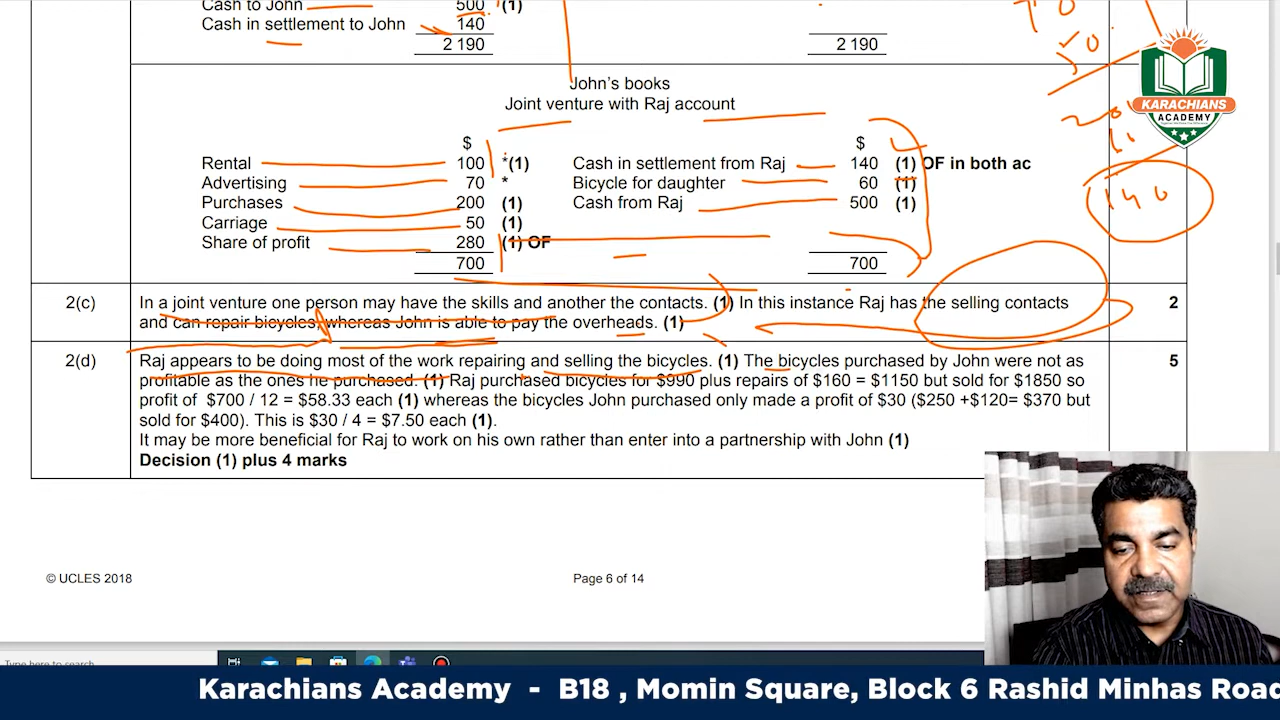 Cash to John 500 (1)
Cash in settlement to John 140
2 190 2 190
John's books
Joint venture with Raj account
$ $
Rental 100 *(1) Cash in settlement from Raj 140 (1) OF in both ac
Advertising 70 * Bicycle for daughter 60 (1)
Purchases 200 (1) Cash from Raj 500 (1)
Carriage 50 (1)
Share of profit 280 (1) OF
700 700
140
2(c) In a joint venture one person may have the skills and another the contacts. (1) In this instance Raj has the selling contacts 2
and can repair bicycles, whereas John is able to pay the overheads. (1)
2(d) Raj appears to be doing most of the work repairing and selling the bicycles. (1) The bicycles purchased by John were not as 5
profitable as the ones he purchased. (1) Raj purchased bicycles for $990 plus repairs of $160 = $1150 but sold for $1850 so
profit of $700 / 12 = $58.33 each (1) whereas the bicycles John purchased only made a profit of $30 ($250 +$120= $370 but
sold for $400). This is $30 / 4 = $7.50 each (1).
It may be more beneficial for Raj to work on his own rather than enter into a partnership with John (1)
Decision (1) plus 4 marks
© UCLES 2018 Page 6 of 14
KARACHIANS
ACADEMY
Type here to search
Karachians Academy - B18 , Momin Square, Block 6 Rashid Minhas Road